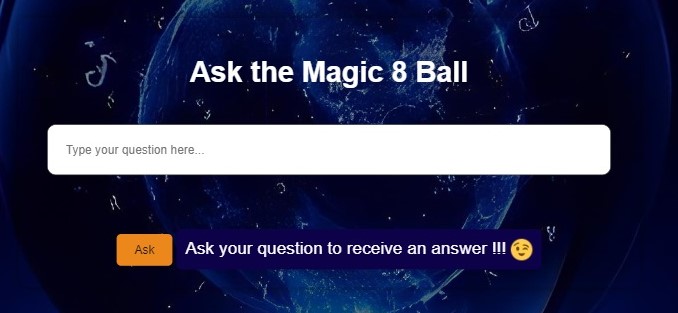 Ask the Magic 8 Ball
Type your question here...
Ask
Ask your question to receive an answer !!! 😉